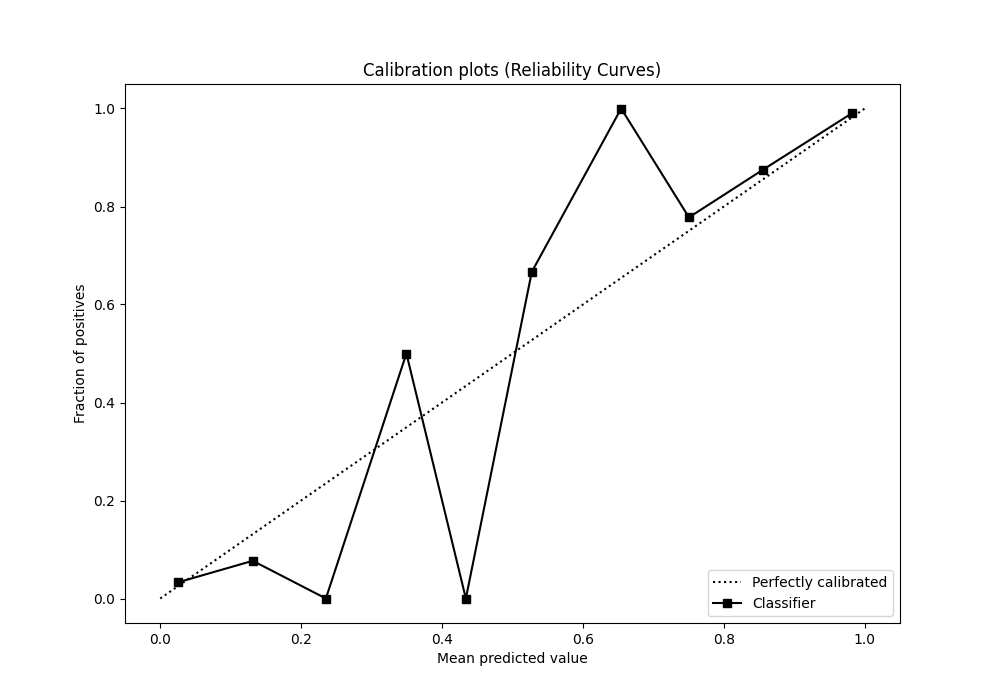 Calibration plots (Reliability Curves)
1.0
0.8
0.6
0.4
0.2
0.0
Fraction of positives
0.0 0.2 0.4 0.6 0.8 1.0
Mean predicted value
Perfectly calibrated
Classifier